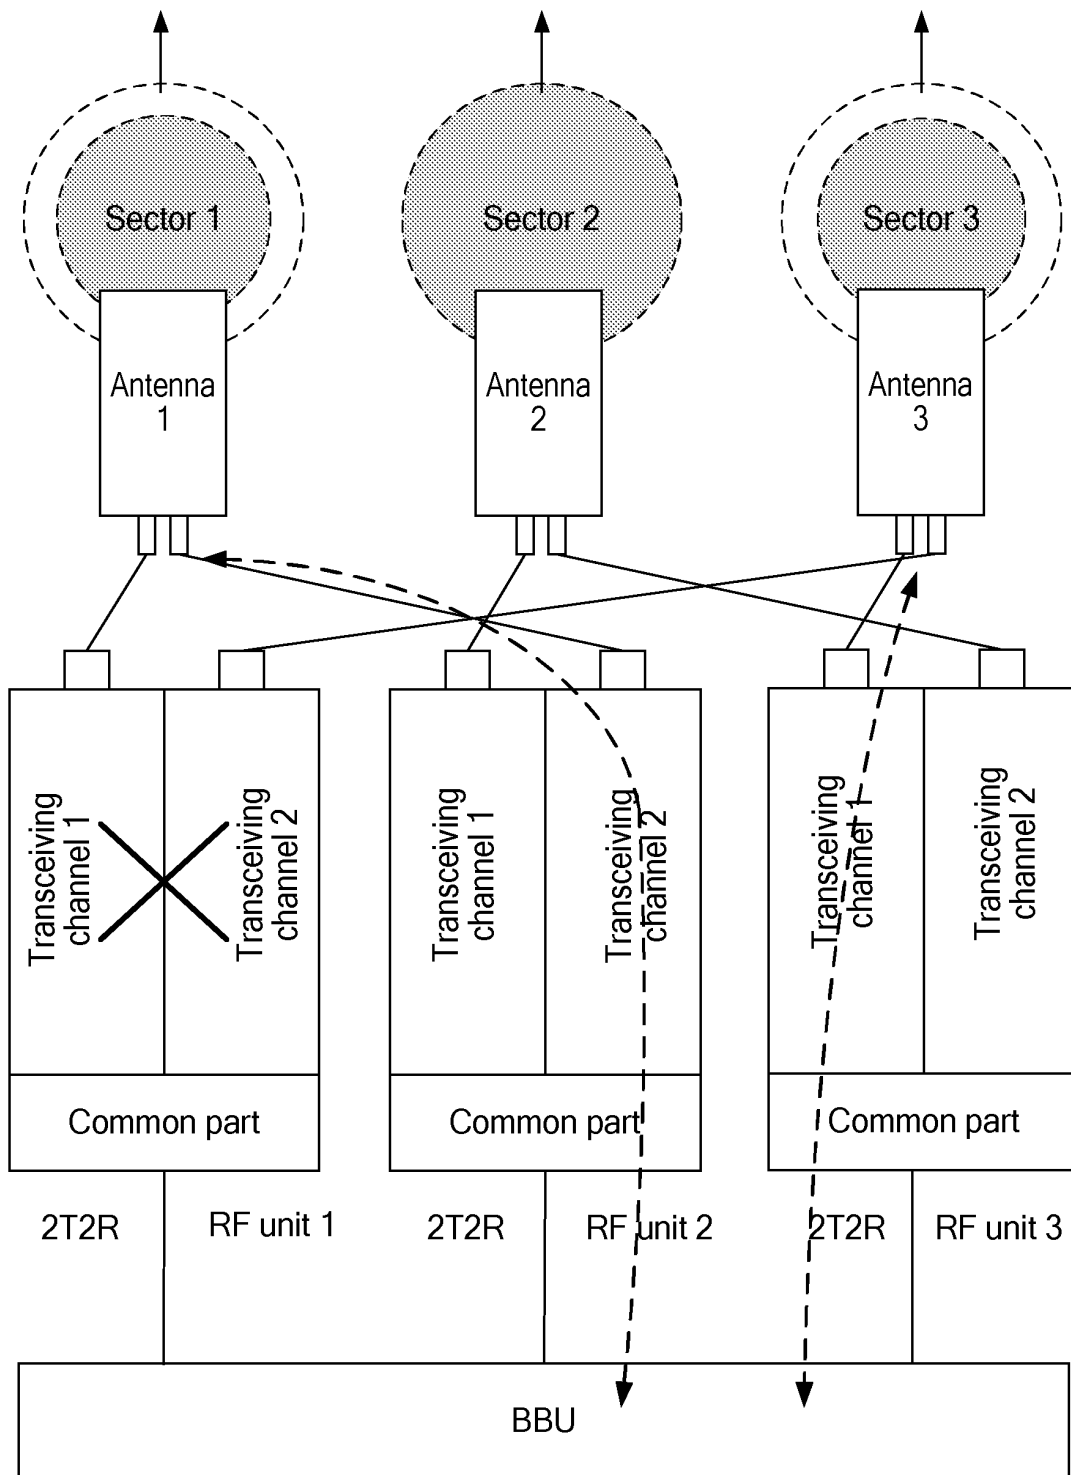 Sector 1
Sector 2
Sector 3
Antenna
1
Antenna
2
Antenna
3
Transceiving
channel 1
Transceiving
channel 2
Transceiving
channel 1
Transceiving
channel 2
Transceiving
channel 1
Transceiving
channel 2
Common part
Common part
Common part
2T2R
RF unit 1
2T2R
RF unit 2
2T2R
RF unit 3
BBU